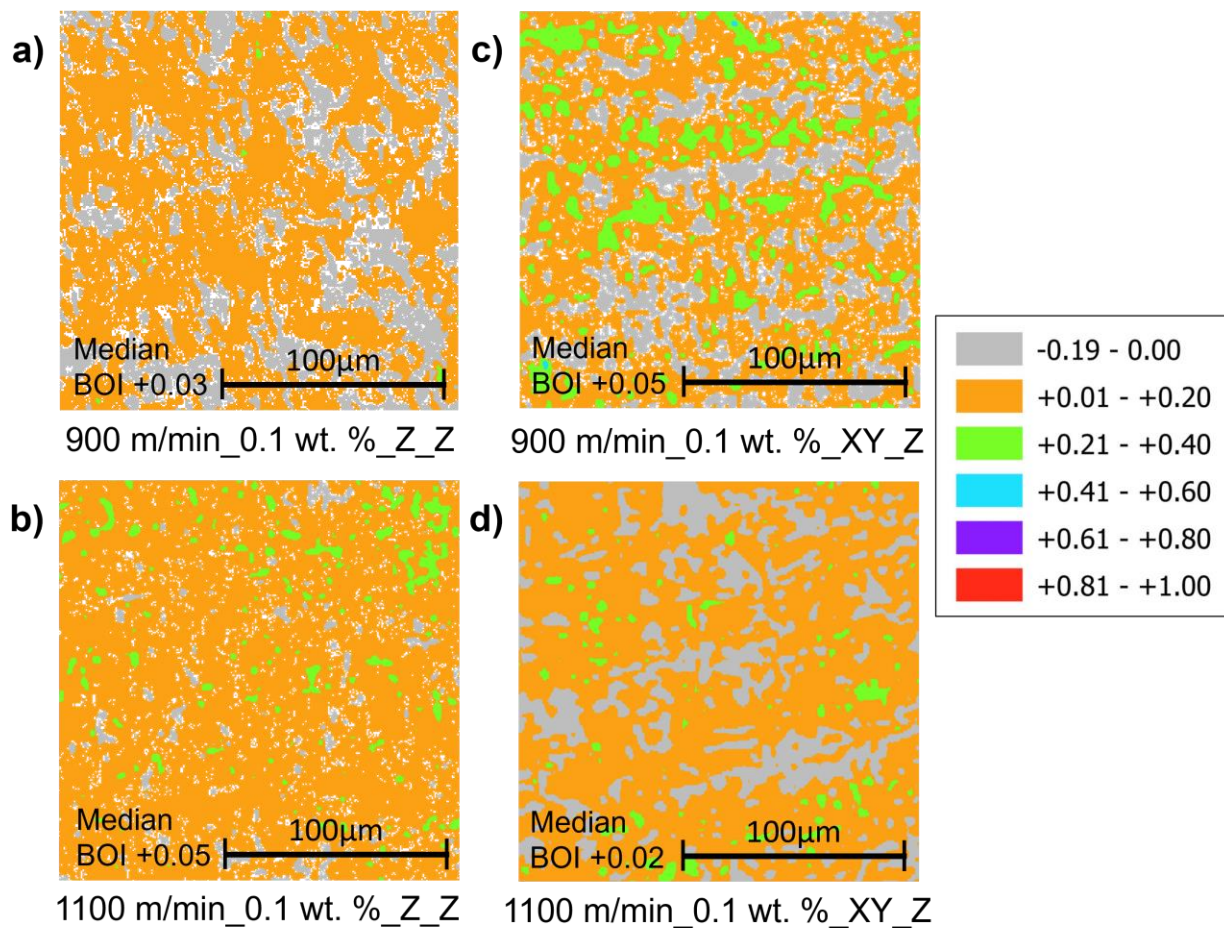 a)
Median
BOI +0.03
100µm
900 m/min_0.1 wt. %_Z_Z
c)
Median
BOI +0.05
100µm
900 m/min_0.1 wt. %_XY_Z
b)
Median
BOI +0.05
100µm
1100 m/min_0.1 wt. %_Z_Z
d)
Median
BOI +0.02
100µm
1100 m/min_0.1 wt. %_XY_Z
-0.19 - 0.00
+0.01 - +0.20
+0.21 - +0.40
+0.41 - +0.60
+0.61 - +0.80
+0.81 - +1.00